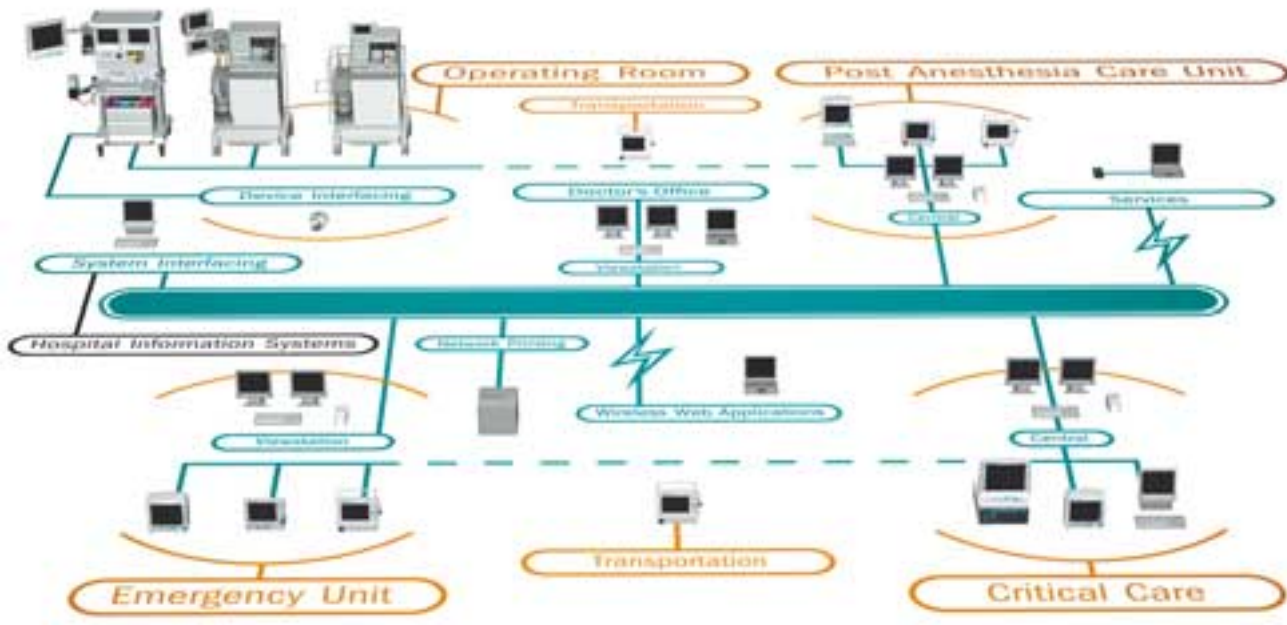 Operating Room
Post Anesthesia Care Unit
Transportation
Device Interfacing
Doctor's Office
Services
Central
System Interfacing
Viewstation
Hospital Information Systems
Network Printing
Wireless Web Applications
Viewstation
Central
Transportation
Emergency Unit
Critical Care